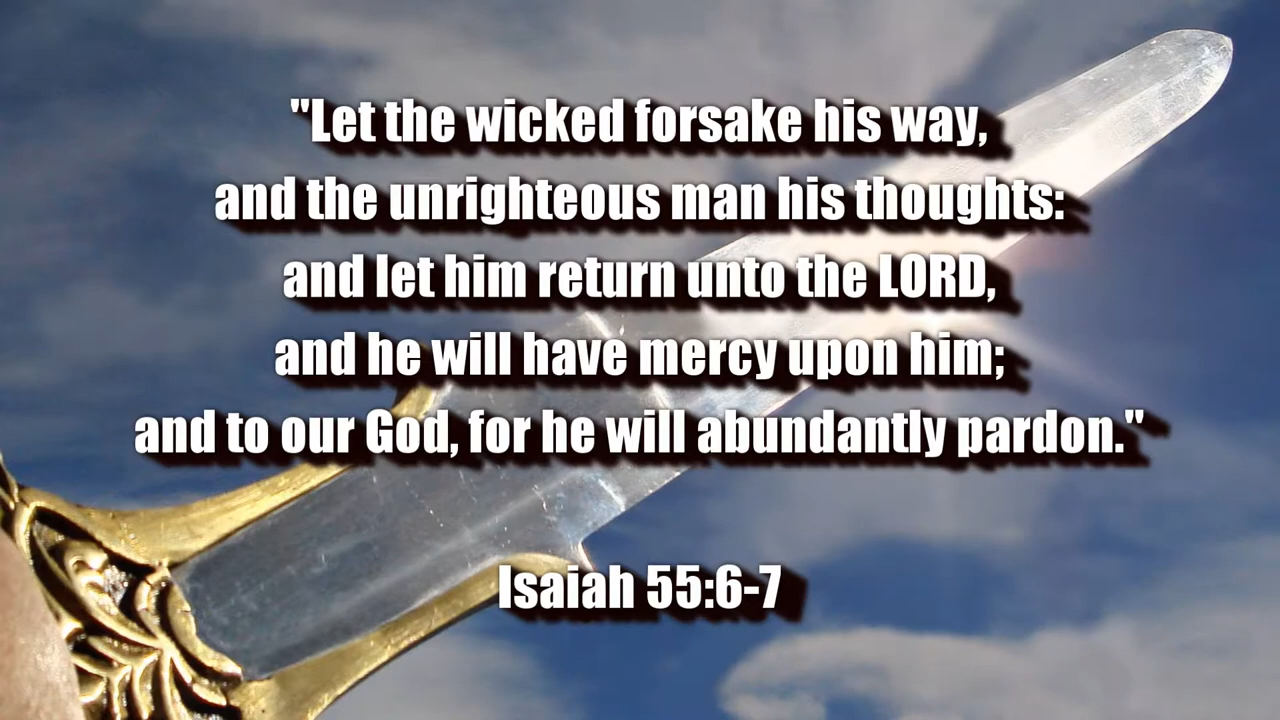 "Let the wicked forsake his way,
and the unrighteous man his thoughts:
and let him return unto the LORD,
and he will have mercy upon him;
and to our God, for he will abundantly pardon."
Isaiah 55:6-7